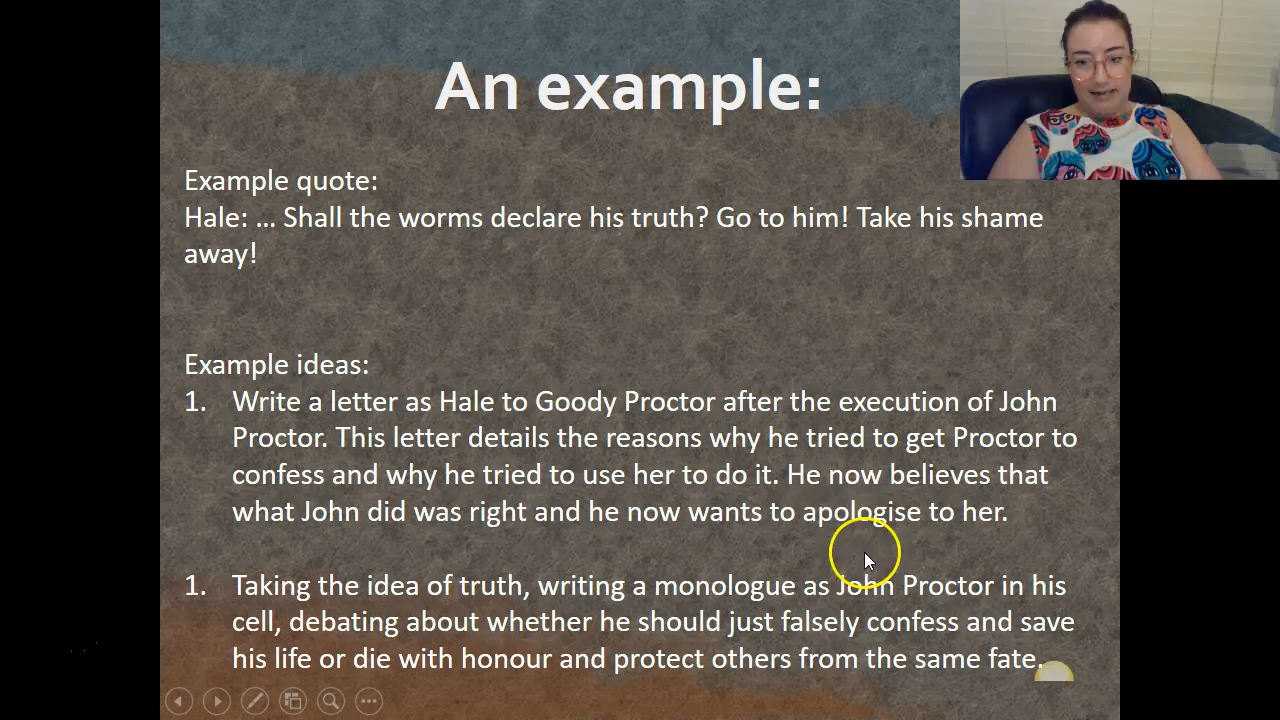 An example:
Example quote:
Hale: … Shall the worms declare his truth? Go to him! Take his shame
away!
Example ideas:
1. Write a letter as Hale to Goody Proctor after the execution of John
Proctor. This letter details the reasons why he tried to get Proctor to
confess and why he tried to use her to do it. He now believes that
what John did was right and he now wants to apologise to her.
1. Taking the idea of truth, writing a monologue as John Proctor in his
cell, debating about whether he should just falsely confess and save
his life or die with honour and protect others from the same fate.